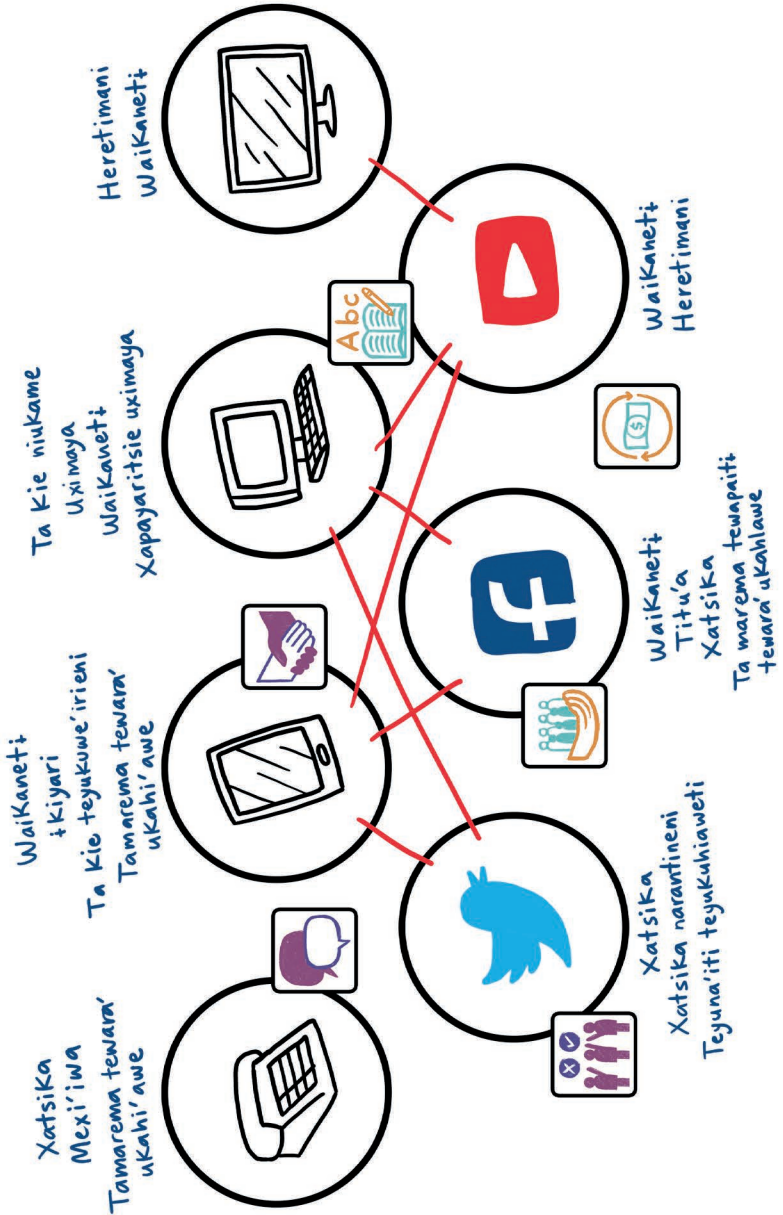 Xatsika
Mexi'iwa
Tamarema tewara'
ukahi'awe
Waikaneti
+kiyari
Ta kie teyukuwe'irieni
Tamarema tewara'
ukahi'awe
Ta kie niukame
Uximaya
Waikaneti
Xapayaritsie uximaya
Heretimani
Waikaneti
Abc
Xatsika
Xatsika narantineni
Teyuna'iti teyukuhiaweti
Waikaneti
Titu'a
Xatsika
Ta marema tewapaiti
tewara'ukahlawe
Waikaneti
Heretimani
$